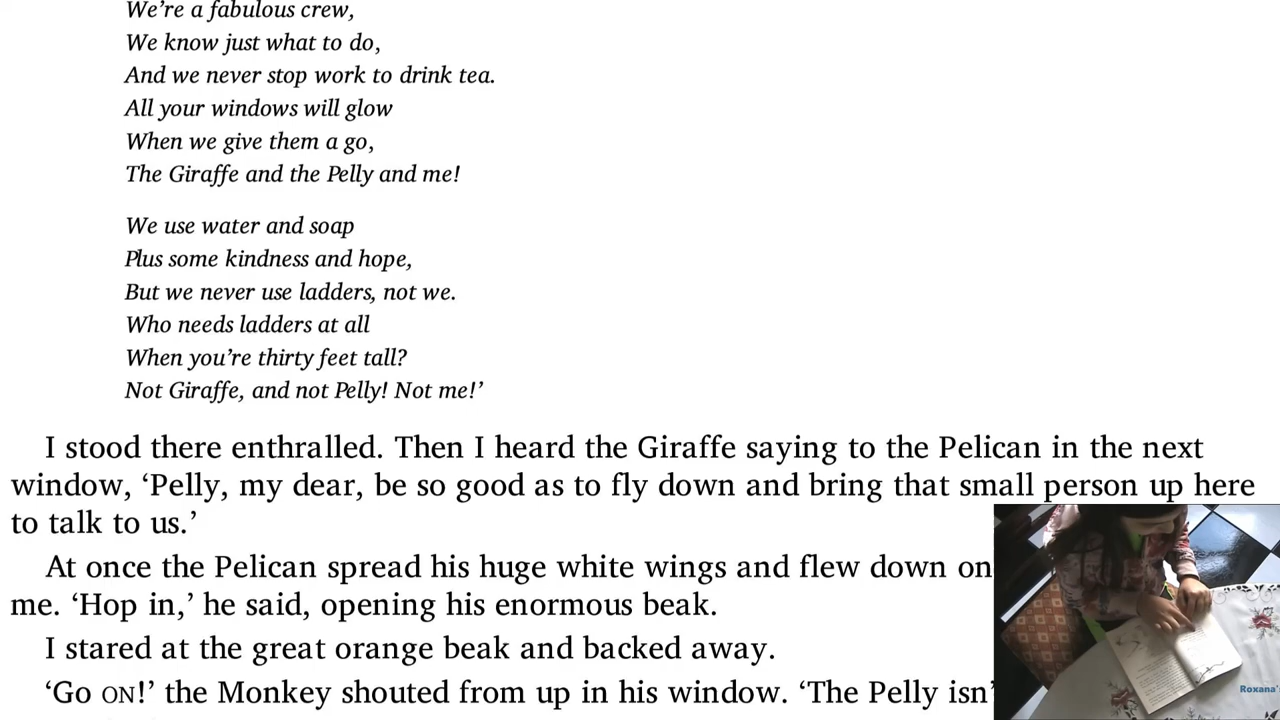 We're a fabulous crew,
We know just what to do,
And we never stop work to drink tea.
All your windows will glow
When we give them a go,
The Giraffe and the Pelly and me!
We use water and soap
Plus some kindness and hope,
But we never use ladders, not we.
Who needs ladders at all
When you're thirty feet tall?
Not Giraffe, and not Pelly! Not me!'
I stood there enthralled. Then I heard the Giraffe saying to the Pelican in the next
window, 'Pelly, my dear, be so good as to fly down and bring that small person up here
to talk to us.'
At once the Pelican spread his huge white wings and flew down on
me. 'Hop in,' he said, opening his enormous beak.
I stared at the great orange beak and backed away.
'Go ON!' the Monkey shouted from up in his window. 'The Pelly isn'
Roxana's